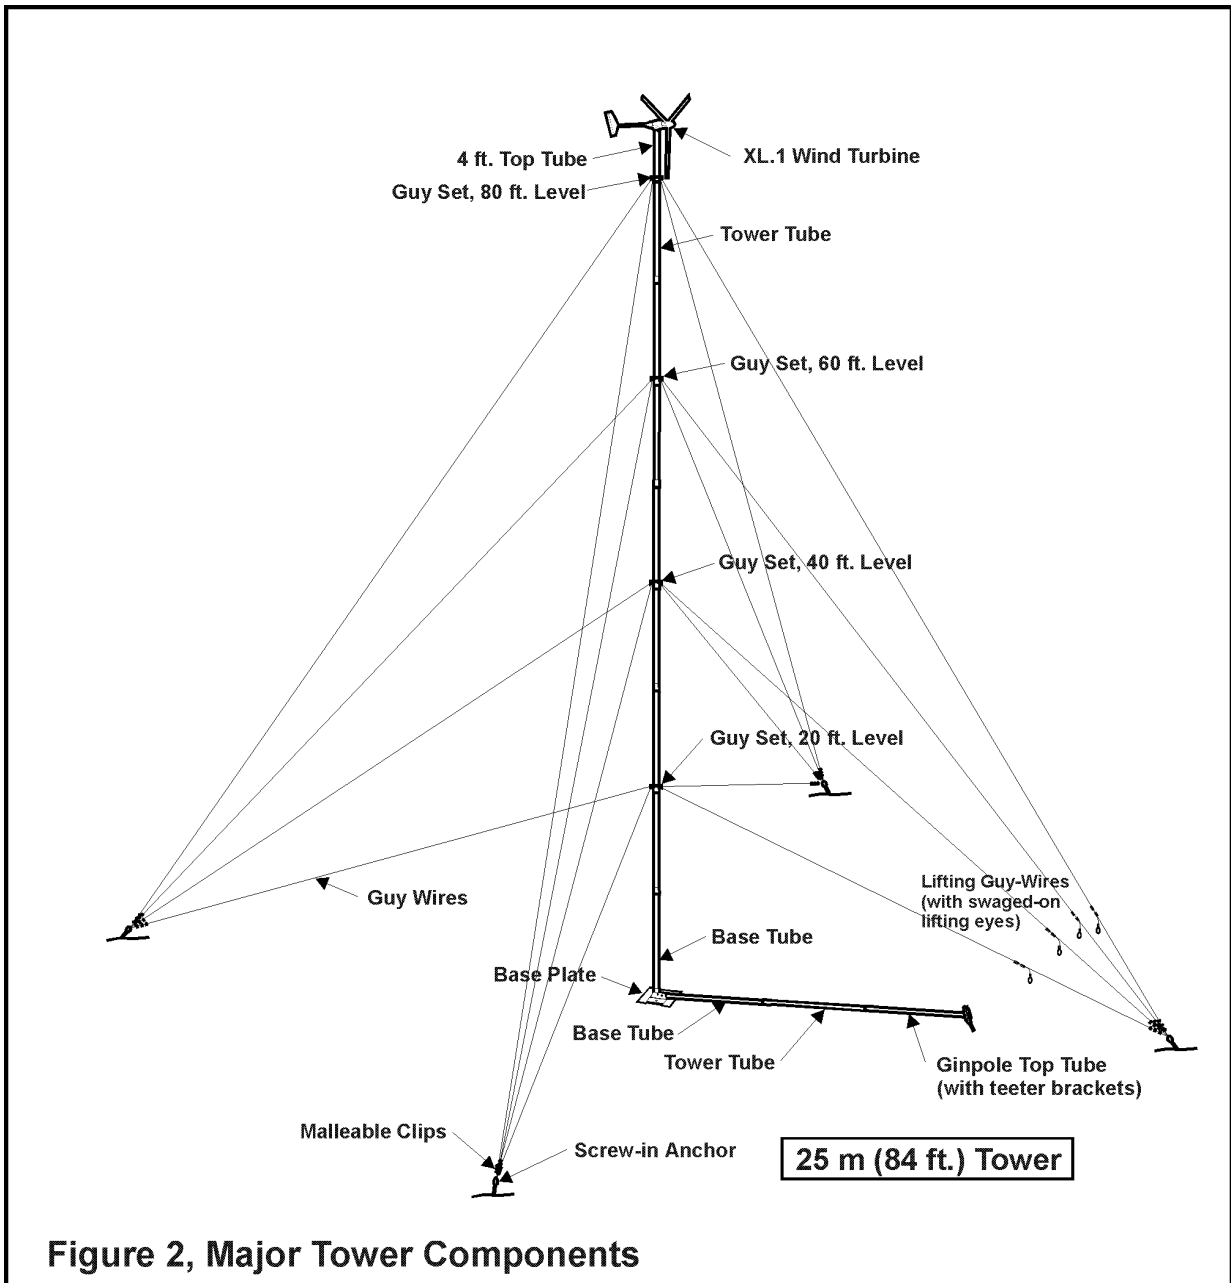 4 ft. Top Tube
XL.1 Wind Turbine
Guy Set, 80 ft. Level
Tower Tube
Guy Set, 60 ft. Level
Guy Set, 40 ft. Level
Guy Set, 20 ft. Level
Guy Wires
Lifting Guy-Wires
(with swaged-on
lifting eyes)
Base Tube
Base Plate
Base Tube
Tower Tube
Ginpole Top Tube
(with teeter brackets)
Malleable Clips
Screw-in Anchor
25 m (84 ft.) Tower
Figure 2, Major Tower Components